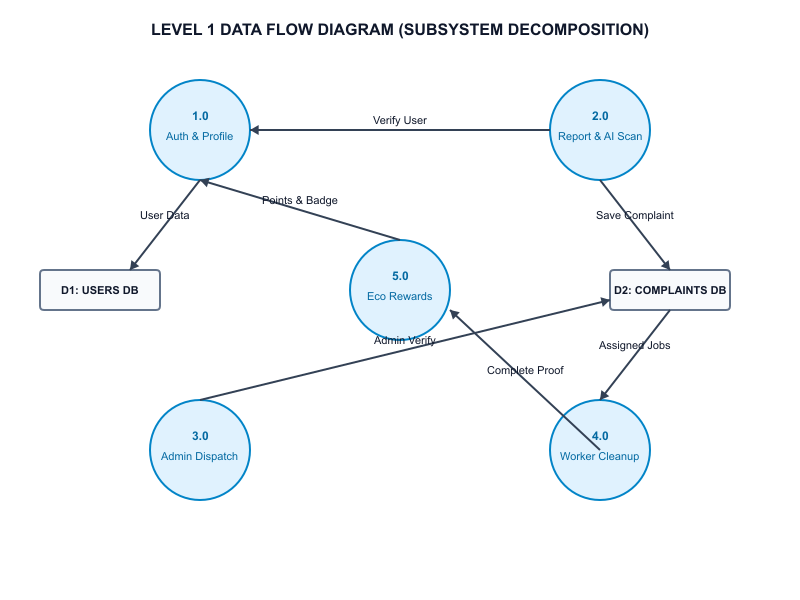 LEVEL 1 DATA FLOW DIAGRAM (SUBSYSTEM DECOMPOSITION)
1.0
Auth & Profile
Verify User
2.0
Report & AI Scan
Points & Badge
User Data
Save Complaint
5.0
Eco Rewards
D1: USERS DB
D2: COMPLAINTS DB
Admin Verify
Assigned Jobs
Complete Proof
3.0
Admin Dispatch
4.0
Worker Cleanup